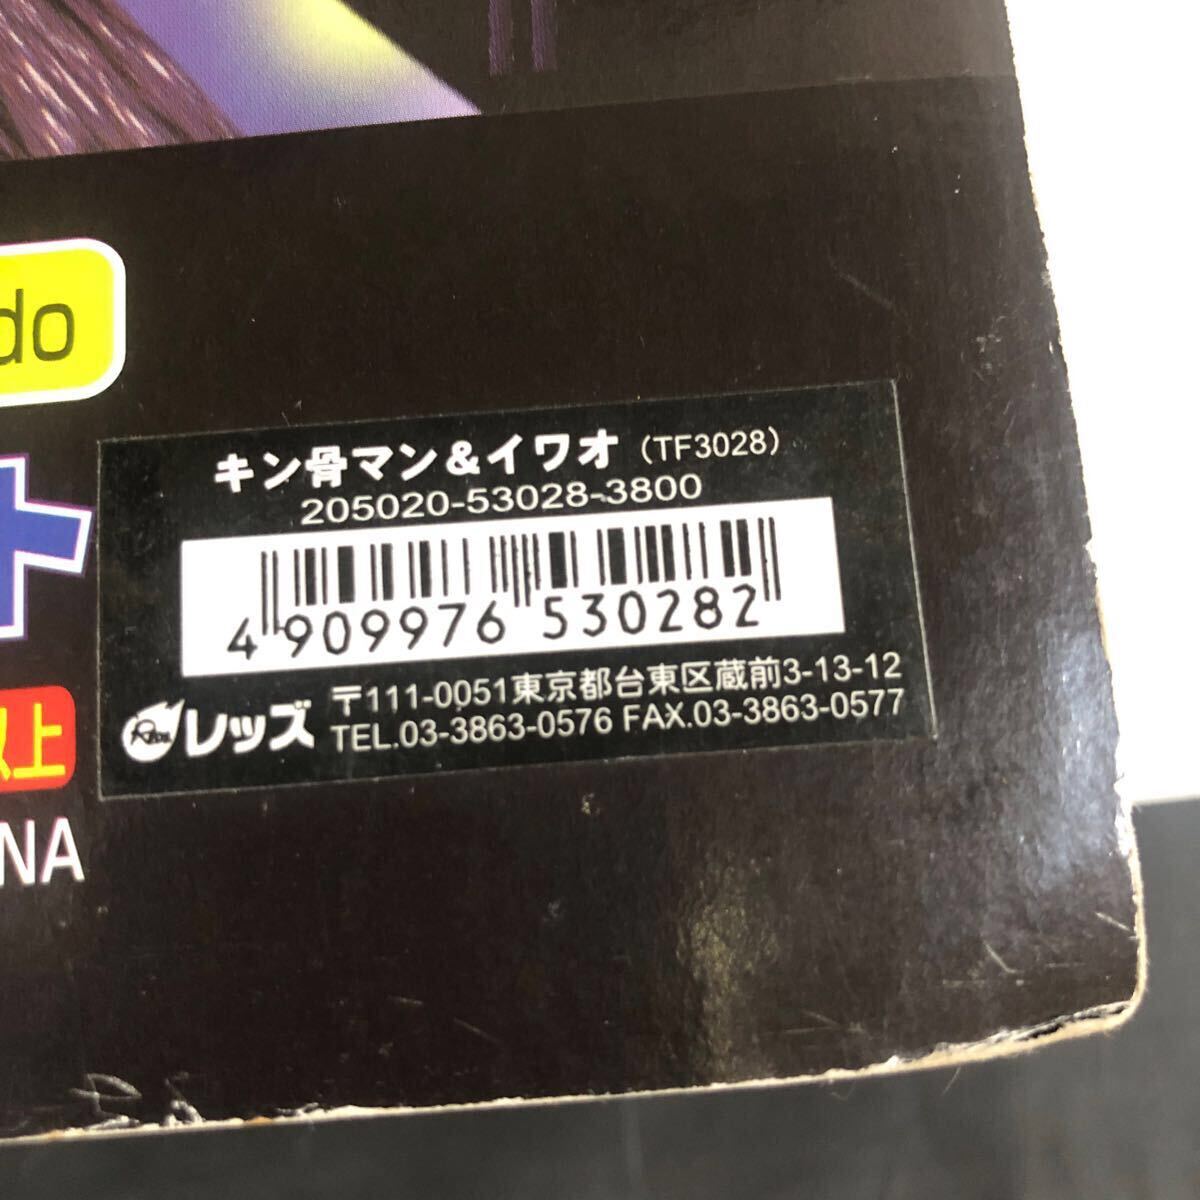 do
キン骨マン&イワオ (TF3028)
205020-53028-3800
4 909976 530282
レッズ
〒111-0051東京都台東区蔵前3-13-12
TEL.03-3863-0576 FAX.03-3863-0577
以上
NA